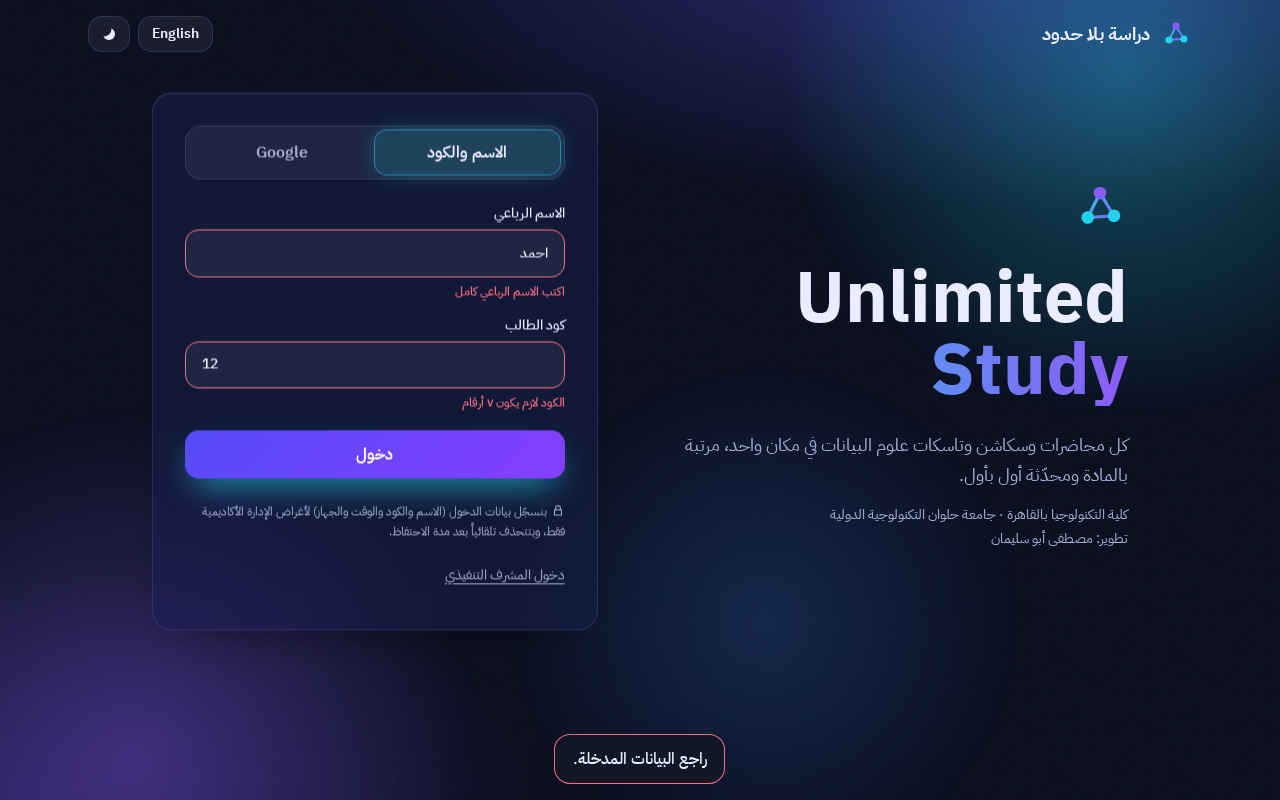 دراسة بلا حدود
English
Unlimited
Study
كل محاضرات وسكاشن وتاسكات علوم البيانات في مكان واحد، مرتبة
بالمادة ومحدّثة أول بأول.
كلية التكنولوجيا بالقاهرة · جامعة حلوان التكنولوجية الدولية
تطوير: مصطفى أبو سليمان
الاسم والكود
Google
الاسم الرباعي
احمد
اكتب الاسم الرباعي كامل
كود الطالب
12
الكود لازم يكون ٧ أرقام
دخول
بنسجّل بيانات الدخول (الاسم والكود والوقت والجهاز) لأغراض الإدارة الأكاديمية
فقط، وبتتحذف تلقائياً بعد مدة الاحتفاظ.
دخول المشرف التنفيذي
راجع البيانات المدخلة.